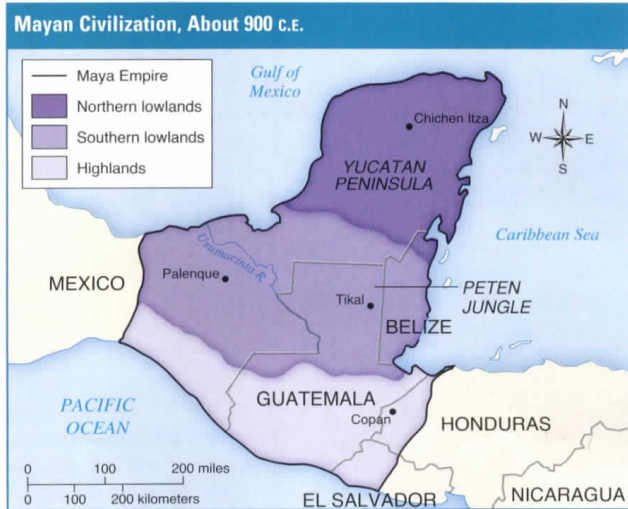 Mayan Civilization, About 900 C.E.
Maya Empire
Northern lowlands
Southern lowlands
Highlands
Gulf of
Mexico
Chichen Itza
N
W
E
S
YUCATAN
PENINSULA
Caribbean Sea
Usumacinta R.
MEXICO
Palenque
Tikal
PETEN
JUNGLE
BELIZE
PACIFIC
OCEAN
GUATEMALA
Copán
HONDURAS
0 100 200 miles
0 100 200 kilometers
EL SALVADOR
NICARAGUA